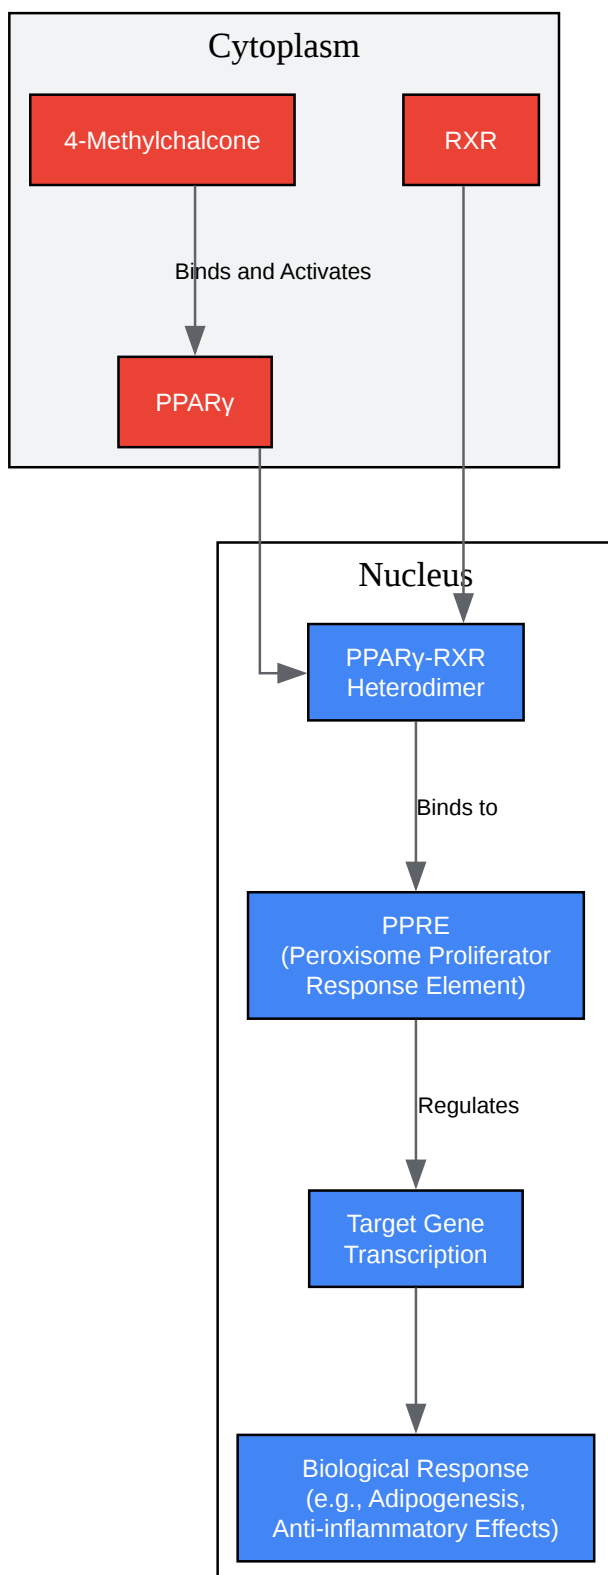 Cytoplasm
4-Methylchalcone
RXR
Binds and Activates
PPARγ
Nucleus
PPARγ-RXR
Heterodimer
Binds to
PPRE
(Peroxisome Proliferator
Response Element)
Regulates
Target Gene
Transcription
Biological Response
(e.g., Adipogenesis,
Anti-inflammatory Effects)